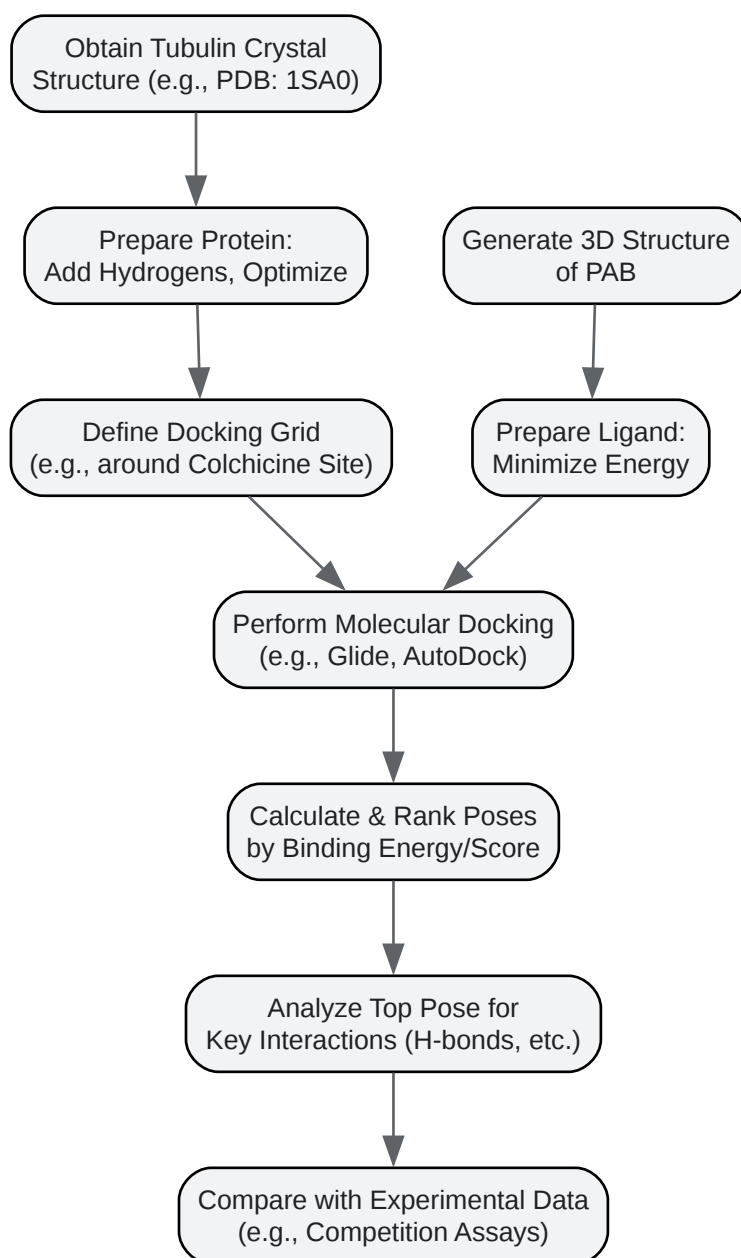 Obtain Tubulin Crystal
Structure (e.g., PDB: 1SA0)
Prepare Protein:
Add Hydrogens, Optimize
Generate 3D Structure
of PAB
Define Docking Grid
(e.g., around Colchicine Site)
Prepare Ligand:
Minimize Energy
Perform Molecular Docking
(e.g., Glide, AutoDock)
Calculate & Rank Poses
by Binding Energy/Score
Analyze Top Pose for
Key Interactions (H-bonds, etc.)
Compare with Experimental Data
(e.g., Competition Assays)